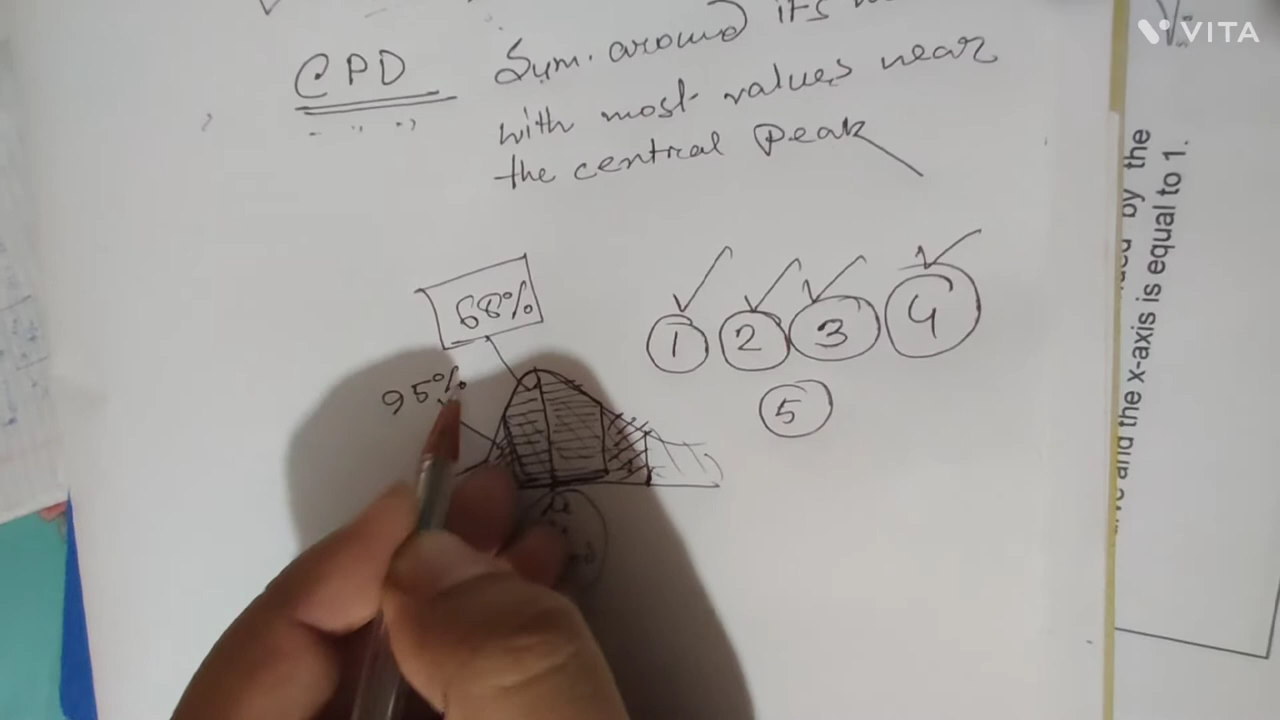 CPD
Sym. around its
with most values near
the central Peak
68%
1 2 3 4
95%
5
the
the x-axis is equal to 1.
VITA